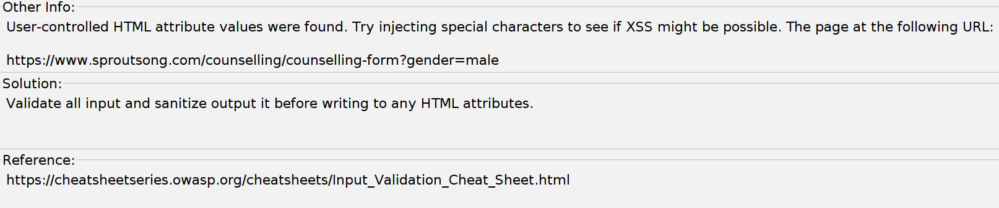 Other Info:
User-controlled HTML attribute values were found. Try injecting special characters to see if XSS might be possible. The page at the following URL:
https://www.sproutsong.com/counselling/counselling-form?gender=male
Solution:
Validate all input and sanitize output it before writing to any HTML attributes.
Reference:
https://cheatsheetseries.owasp.org/cheatsheets/Input_Validation_Cheat_Sheet.html